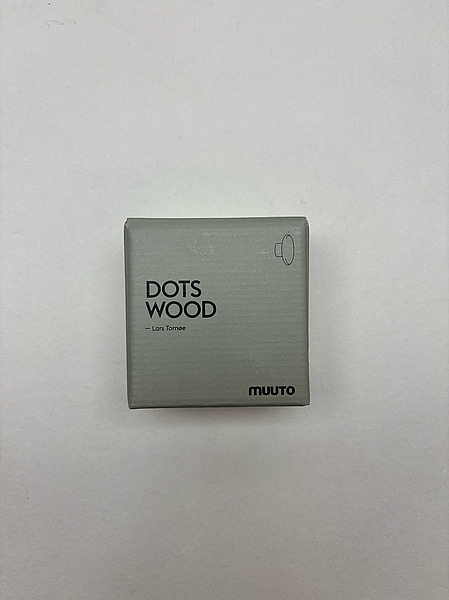 DOTS
WOOD
— Lars Tornøe
muuto